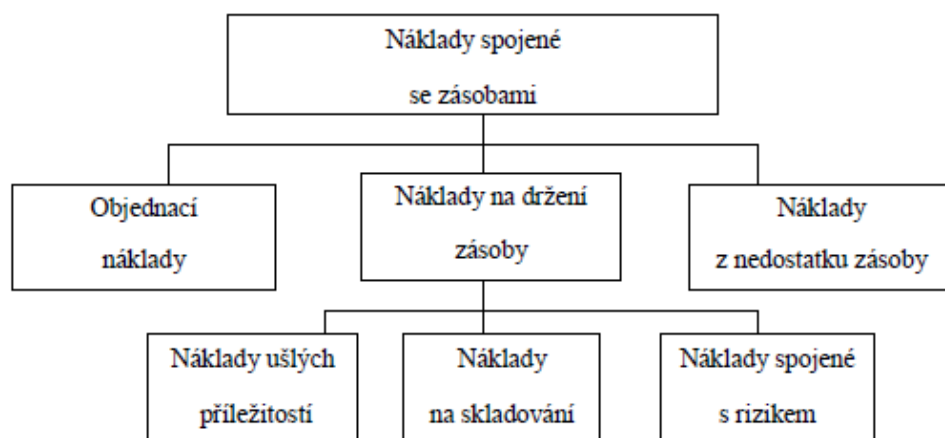 Náklady spojené
se zásobami
Objednací
náklady
Náklady na držení
zásoby
Náklady
z nedostatku zásoby
Náklady ušlých
příležitostí
Náklady
na skladování
Náklady spojené
s rizikem